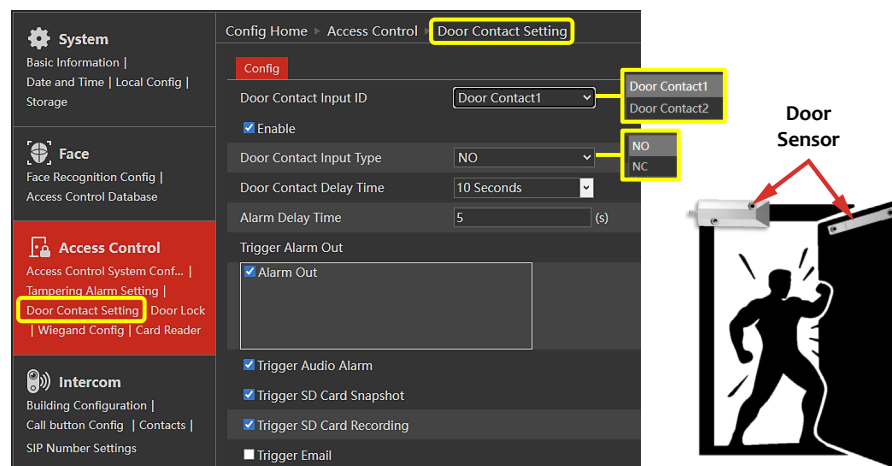 System
Basic Information |
Date and Time | Local Config |
Storage
Face
Face Recognition Config |
Access Control Database
Access Control
Access Control System Conf... |
Tampering Alarm Setting |
Door Contact Setting Door Lock
| Wiegand Config | Card Reader
Intercom
Building Configuration |
Call button Config | Contacts |
SIP Number Settings
Config Home Access Control Door Contact Setting
Config
Door Contact Input ID Door Contact1
Door Contact1
Door Contact2
Enable
Door Contact Input Type NO
NO
NC
Door Contact Delay Time 10 Seconds
Alarm Delay Time 5 (s)
Trigger Alarm Out
Alarm Out
Trigger Audio Alarm
Trigger SD Card Snapshot
Trigger SD Card Recording
Trigger Email
Door
Sensor